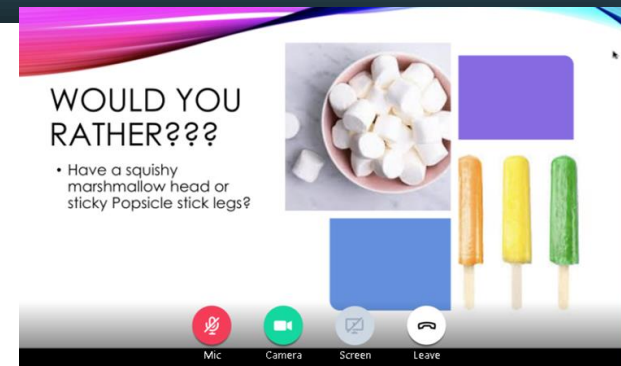 WOULD YOU
RATHER???
• Have a squishy
marshmallow head or
sticky Popsicle stick legs?
Mic
Camera
Screen
Leave